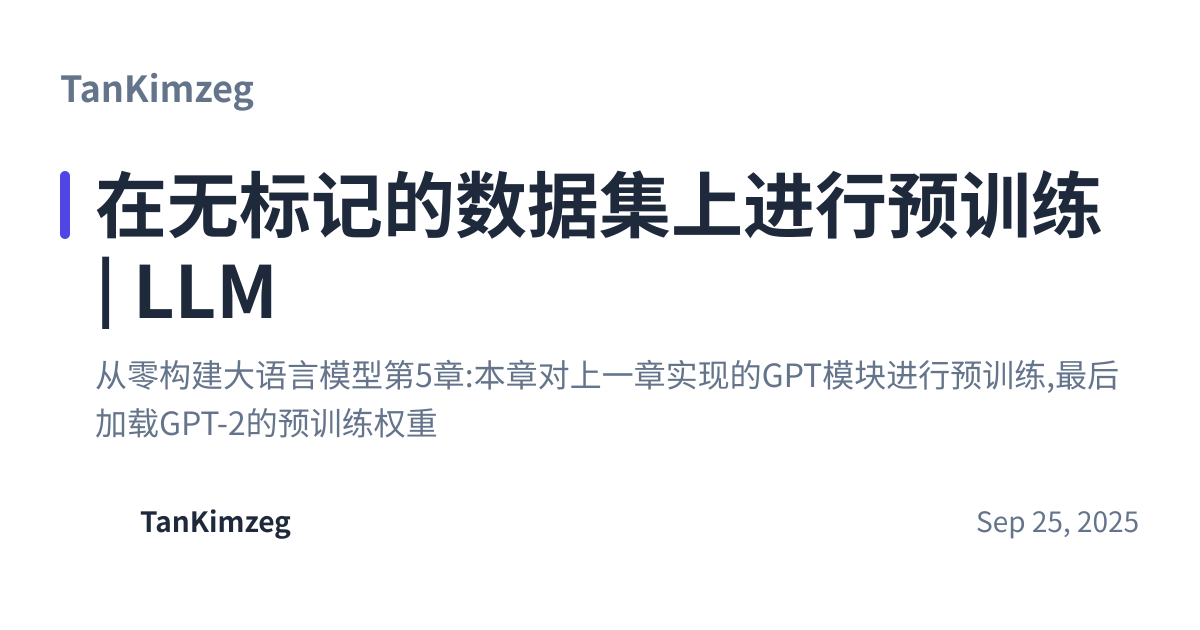 TanKimzeg
在无标记的数据集上进行预训练
| LLM
从零构建大语言模型第5章:本章对上一章实现的GPT模块进行预训练,最后
加载GPT-2的预训练权重
TanKimzeg
Sep 25, 2025